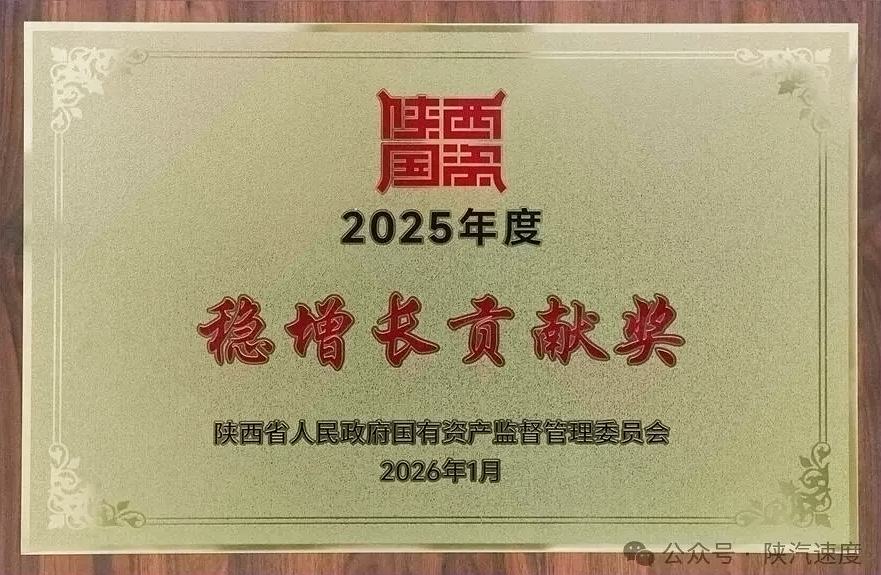 陕西
国资
2025年度
稳增长贡献奖
陕西省人民政府国有资产监督管理委员会
2026年1月
公众号·陕汽速度